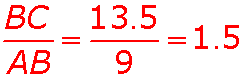 BC/AB = 13.5/9 = 1.5